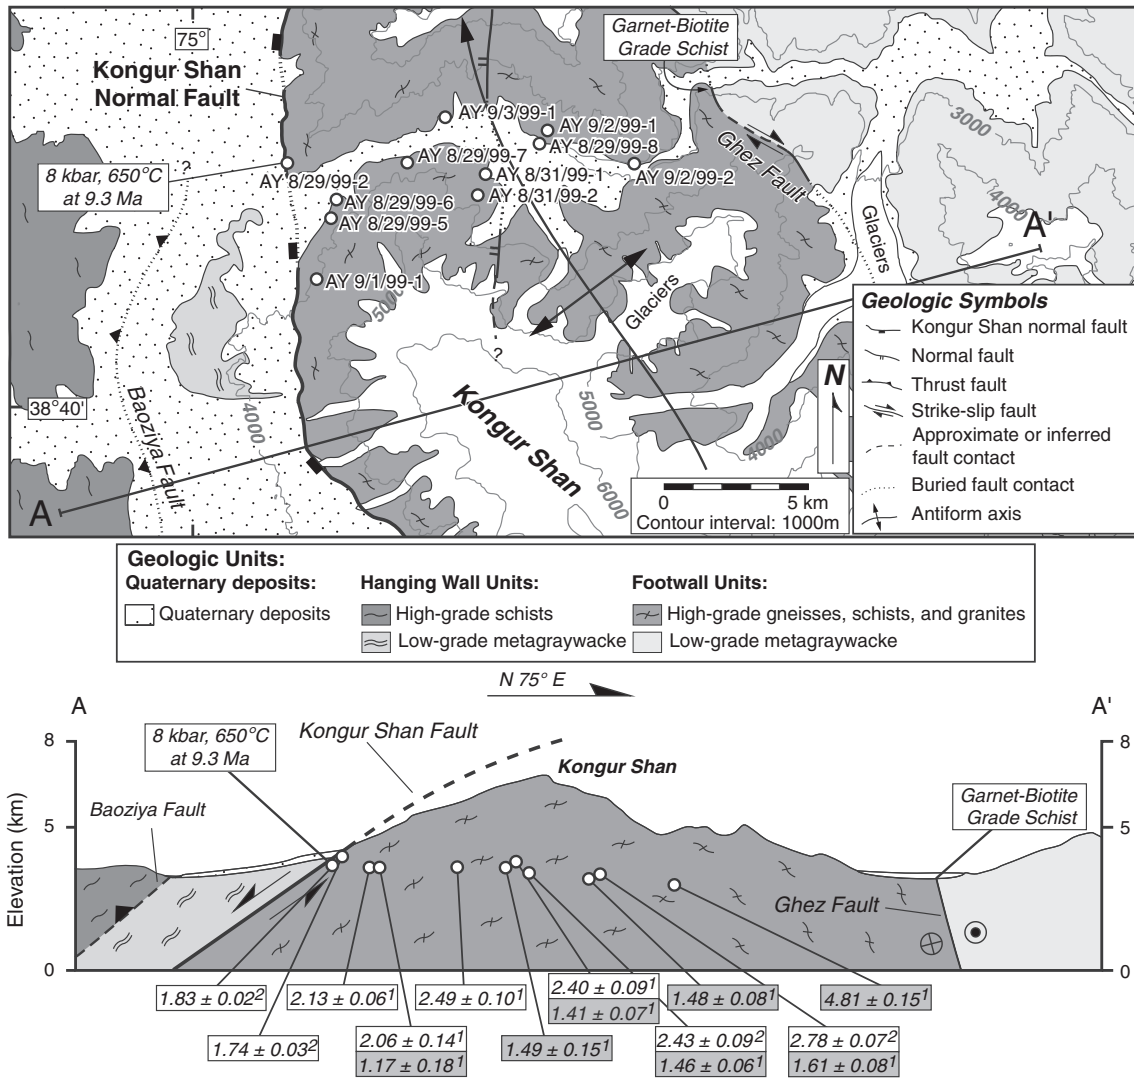 Garnet-Biotite
Grade Schist
75°
Kongur Shan
Normal Fault
AY 9/3/99-1
AY 9/2/99-1
AY 8/29/99-8
AY 8/29/99-7
AY 9/2/99-2
AY 8/31/99-1
AY 8/31/99-2
8 kbar, 650°C
at 9.3 Ma
?
AY 8/29/99-2
AY 8/29/99-6
AY 8/29/99-5
AY 9/1/99-1
Ghez Fault
3000
4000
A'
Glaciers
Glaciers
5000
?
38°40'
Baoziya Fault
4000
Kongur Shan
5000
6000
4000
A
N
0 5 km
Contour interval: 1000m
Geologic Symbols
Kongur Shan normal fault
Normal fault
Thrust fault
Strike-slip fault
Approximate or inferred
fault contact
Buried fault contact
Antiform axis
Geologic Units:
Quaternary deposits: Hanging Wall Units: Footwall Units:
Quaternary deposits High-grade schists High-grade gneisses, schists, and granites
Low-grade metagraywacke Low-grade metagraywacke
N 75° E
A A'
8 kbar, 650°C
at 9.3 Ma
Kongur Shan Fault
Kongur Shan
Baoziya Fault
Garnet-Biotite
Grade Schist
Ghez Fault
Elevation (km)
8
5
0
8
5
0
1.83 ± 0.02²
2.13 ± 0.06¹
2.49 ± 0.10¹
2.40 ± 0.09¹
1.41 ± 0.07¹
1.48 ± 0.08¹
4.81 ± 0.15¹
1.74 ± 0.03²
2.06 ± 0.14¹
1.17 ± 0.18¹
1.49 ± 0.15¹
2.43 ± 0.09²
1.46 ± 0.06¹
2.78 ± 0.07²
1.61 ± 0.08¹